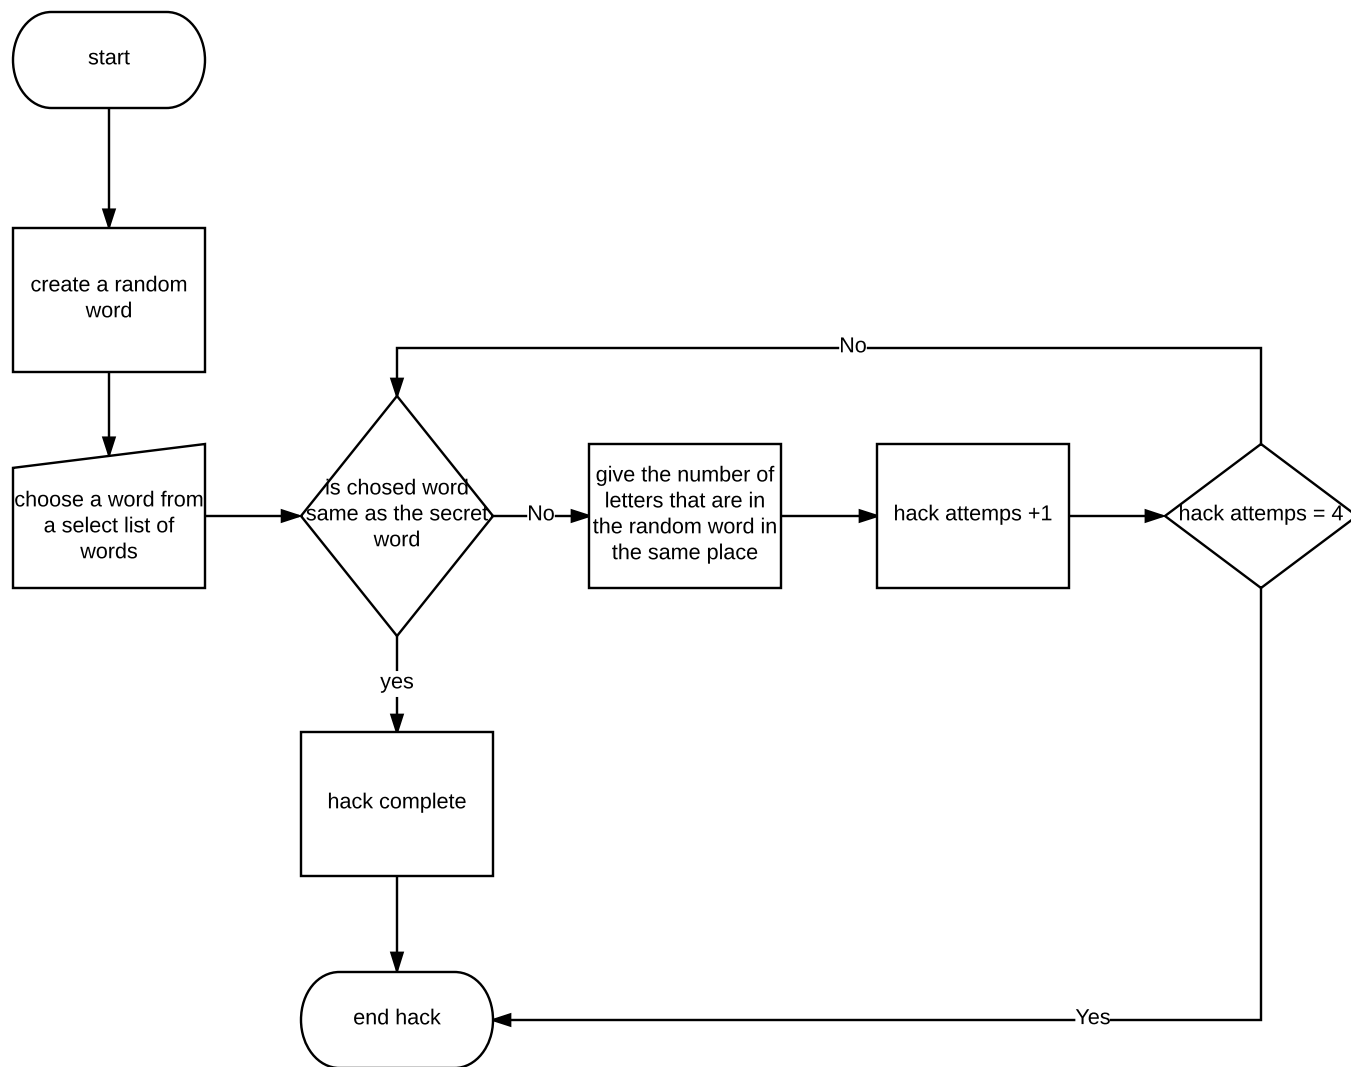 start
create a random
word
No
choose a word from
a select list of
words
is chosed word
same as the secret
word
No
give the number of
letters that are in
the random word in
the same place
hack attemps +1
hack attemps = 4
yes
hack complete
end hack
Yes